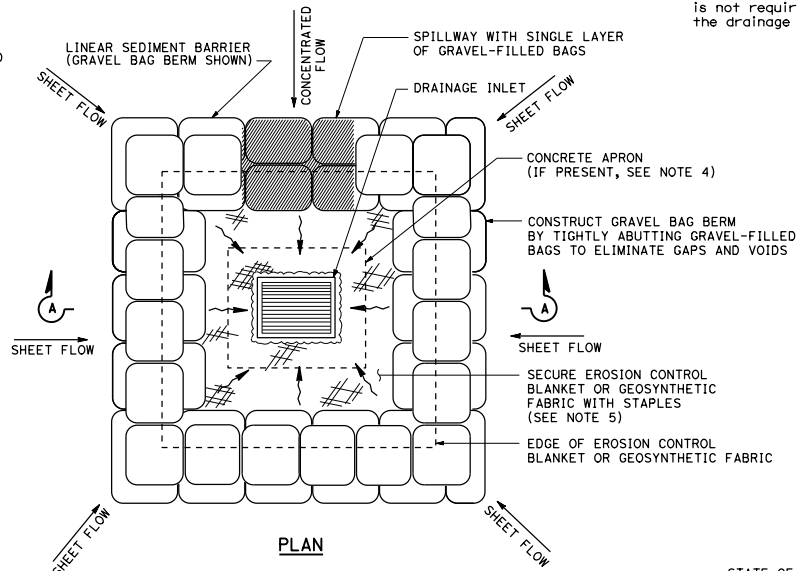 is not requir
the drainage
LINEAR SEDIMENT BARRIER
(GRAVEL BAG BERM SHOWN)
CONCENTRATED
FLOW
SPILLWAY WITH SINGLE LAYER
OF GRAVEL-FILLED BAGS
DRAINAGE INLET
SHEET FLOW
SHEET FLOW
CONCRETE APRON
(IF PRESENT, SEE NOTE 4)
CONSTRUCT GRAVEL BAG BERM
BY TIGHTLY ABUTTING GRAVEL-FILLED
BAGS TO ELIMINATE GAPS AND VOIDS
A
A
SHEET FLOW
SHEET FLOW
SECURE EROSION CONTROL
BLANKET OR GEOSYNTHETIC
FABRIC WITH STAPLES
(SEE NOTE 5)
EDGE OF EROSION CONTROL
BLANKET OR GEOSYNTHETIC FABRIC
SHEET FLOW
SHEET FLOW
PLAN
STATE OF